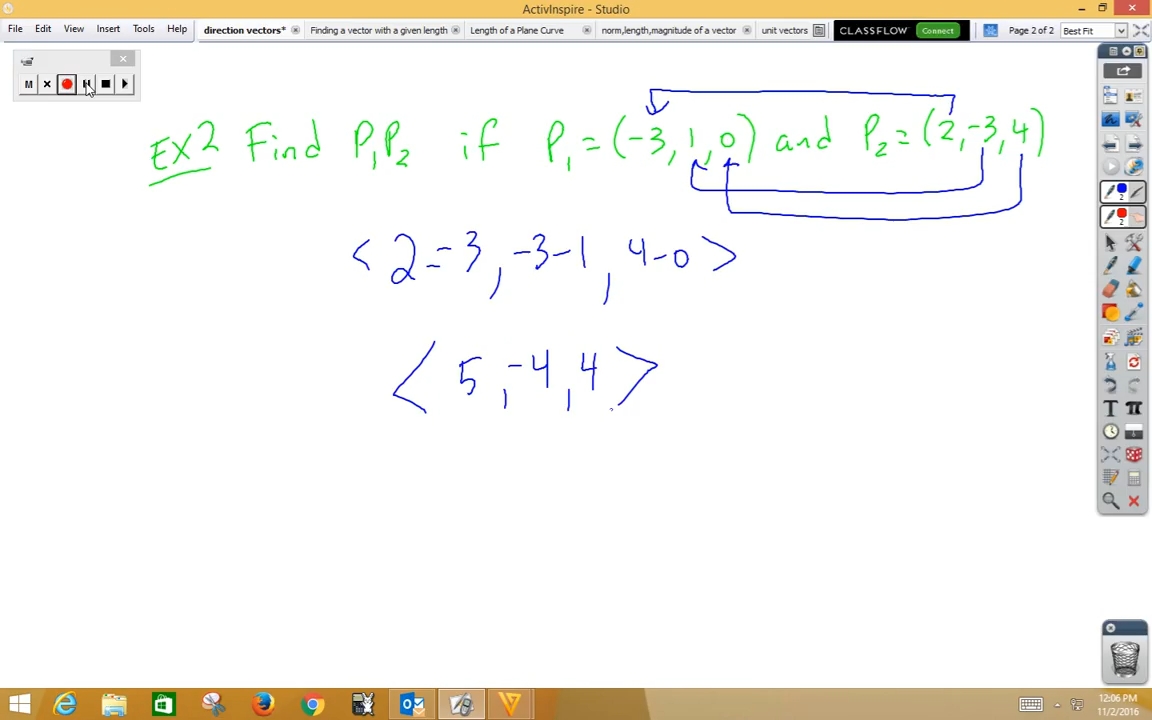 ActivInspire - Studio
File Edit View Insert Tools Help direction vectors* Finding a vector with a given length Length of a Plane Curve norm,length,magnitude of a vector unit vectors CLASSFLOW Connect Page 2 of 2 Best Fit
M
EX2 Find P₁P₂ if P₁=(-3,1,0) and P₂=(2,-3,4)
<2--3,-3-1,4-0>
<5,-4,4>
12:06 PM
11/2/2016